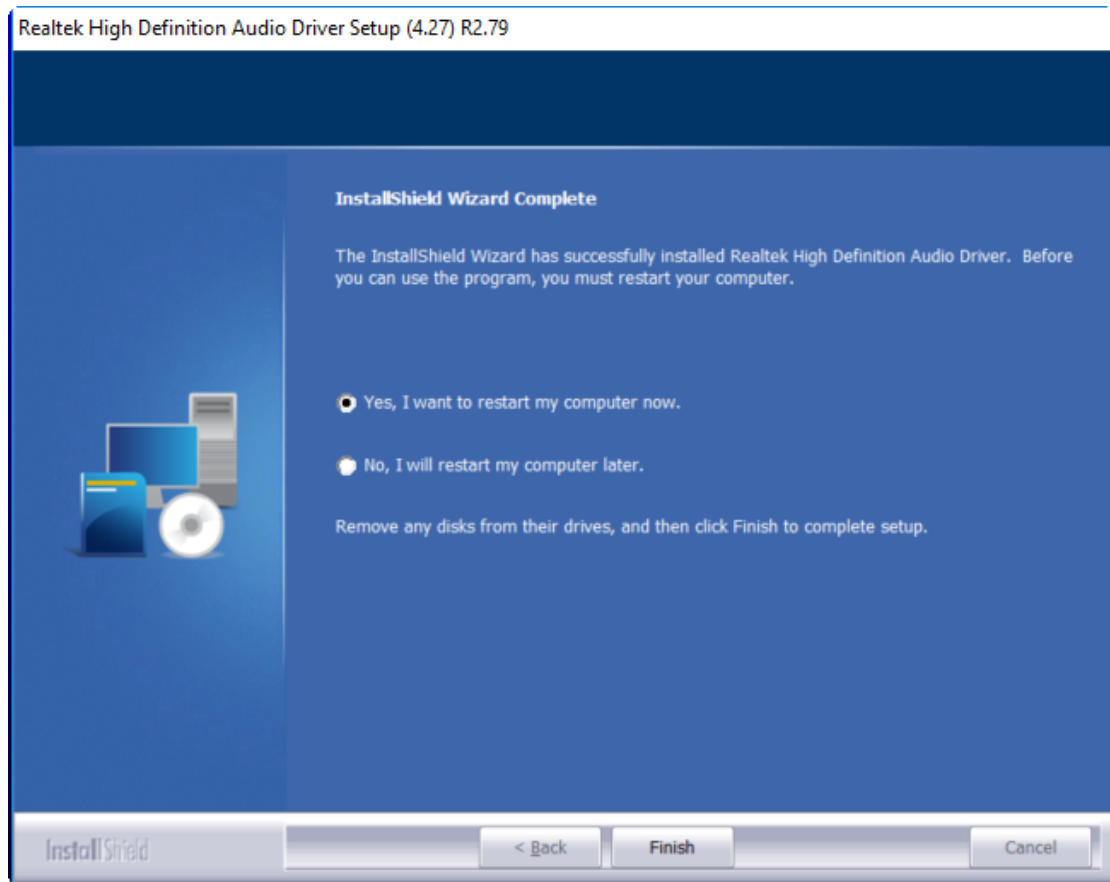 Realtek High Definition Audio Driver Setup (4.27) R2.79
InstallShield Wizard Complete
The InstallShield Wizard has successfully installed Realtek High Definition Audio Driver. Before
you can use the program, you must restart your computer.
Yes, I want to restart my computer now.
No, I will restart my computer later.
Remove any disks from their drives, and then click Finish to complete setup.
InstallShield
< Back
Finish
Cancel